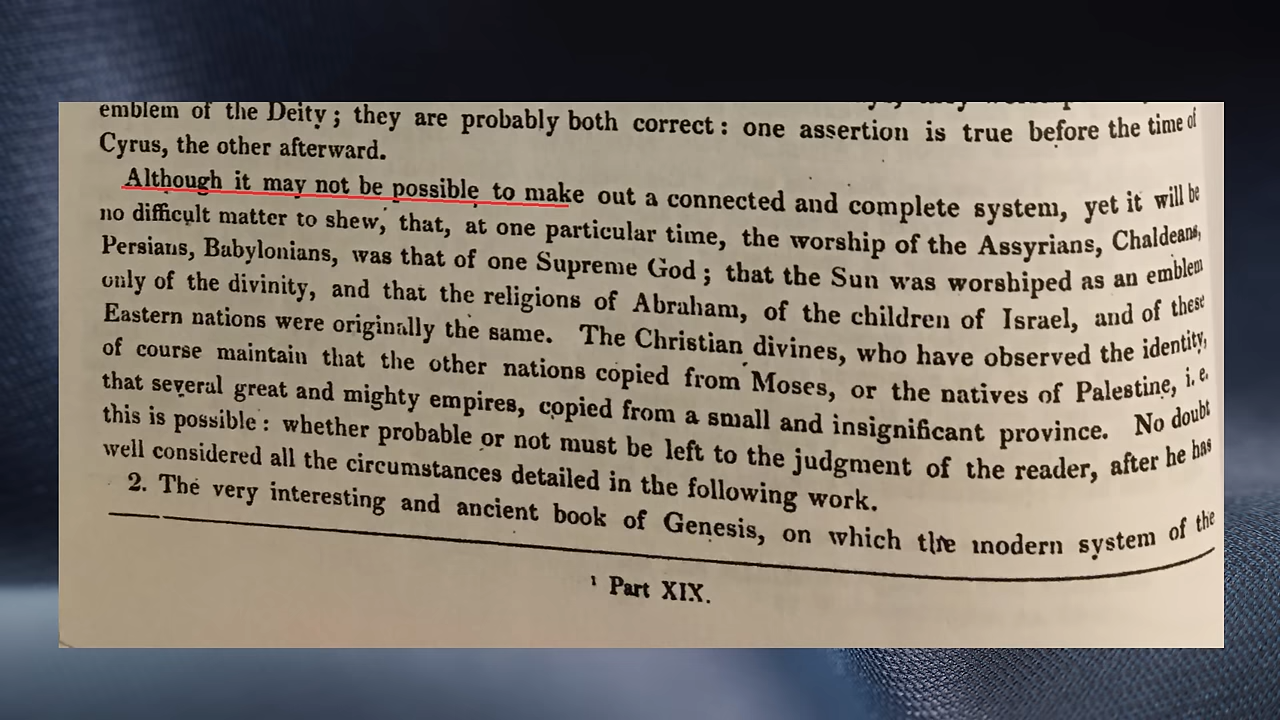 emblem of the Deity ; they are probably both correct : one assertion is true before the time of
Cyrus, the other afterward.
Although it may not be possible to make out a connected and complete system, yet it will be
no difficult matter to shew, that, at one particular time, the worship of the Assyrians, Chaldeans,
Persians, Babylonians, was that of one Supreme God ; that the Sun was worshiped as an emblem
only of the divinity, and that the religions of Abraham, of the children of Israel, and of these
Eastern nations were originally the same. The Christian divines, who have observed the identity,
of course maintain that the other nations copied from Moses, or the natives of Palestine, i. e.
that several great and mighty empires, copied from a small and insignificant province. No doubt
this is possible : whether probable or not must be left to the judgment of the reader, after he has
well considered all the circumstances detailed in the following work.
2. The very interesting and ancient book of Genesis, on which the modern system of the
¹ Part XIX.